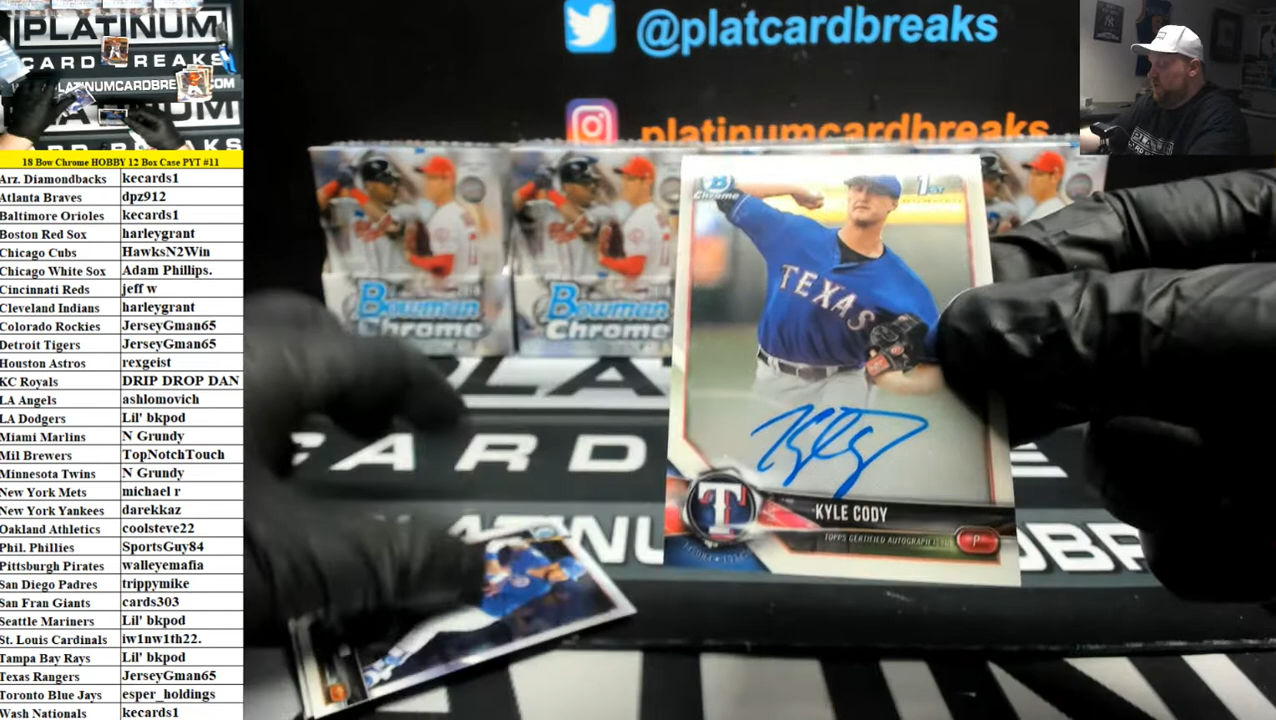 PLATINUM
CARD BREAKS
PLATINUMCARDBREAKS.COM
18 Bow Chrome HOBBY 12 Box Case PYT #11
Arz. Diamondbacks kecards1
Atlanta Braves dpz912
Baltimore Orioles kecards1
Boston Red Sox harleygrant
Chicago Cubs HawksN2Win
Chicago White Sox Adam Phillips.
Cincinnati Reds jeff w
Cleveland Indians harleygrant
Colorado Rockies JerseyGman65
Detroit Tigers JerseyGman65
Houston Astros rexgeist
KC Royals DRIP DROP DAN
LA Angels ashlomovich
LA Dodgers Lil' bkpod
Miami Marlins N Grundy
Mil Brewers TopNotchTouch
Minnesota Twins N Grundy
New York Mets michael r
New York Yankees darekkaz
Oakland Athletics coolsteve22
Phil. Phillies SportsGuy84
Pittsburgh Pirates walleyemafia
San Diego Padres trippymike
San Fran Giants cards303
Seattle Mariners Lil' bkpod
St. Louis Cardinals iw1nw1th22.
Tampa Bay Rays Lil' bkpod
Texas Rangers JerseyGman65
Toronto Blue Jays esper_holdings
Wash Nationals kecards1
@platcardbreaks
platinumcardbreaks
Bowman
Chrome
Bowman
Chrome
B
Chrome
1st
TEXAS
T
KYLE CODY
TOPPS CERTIFIED AUTOGRAPH ISSUE
P
PLA
CARD